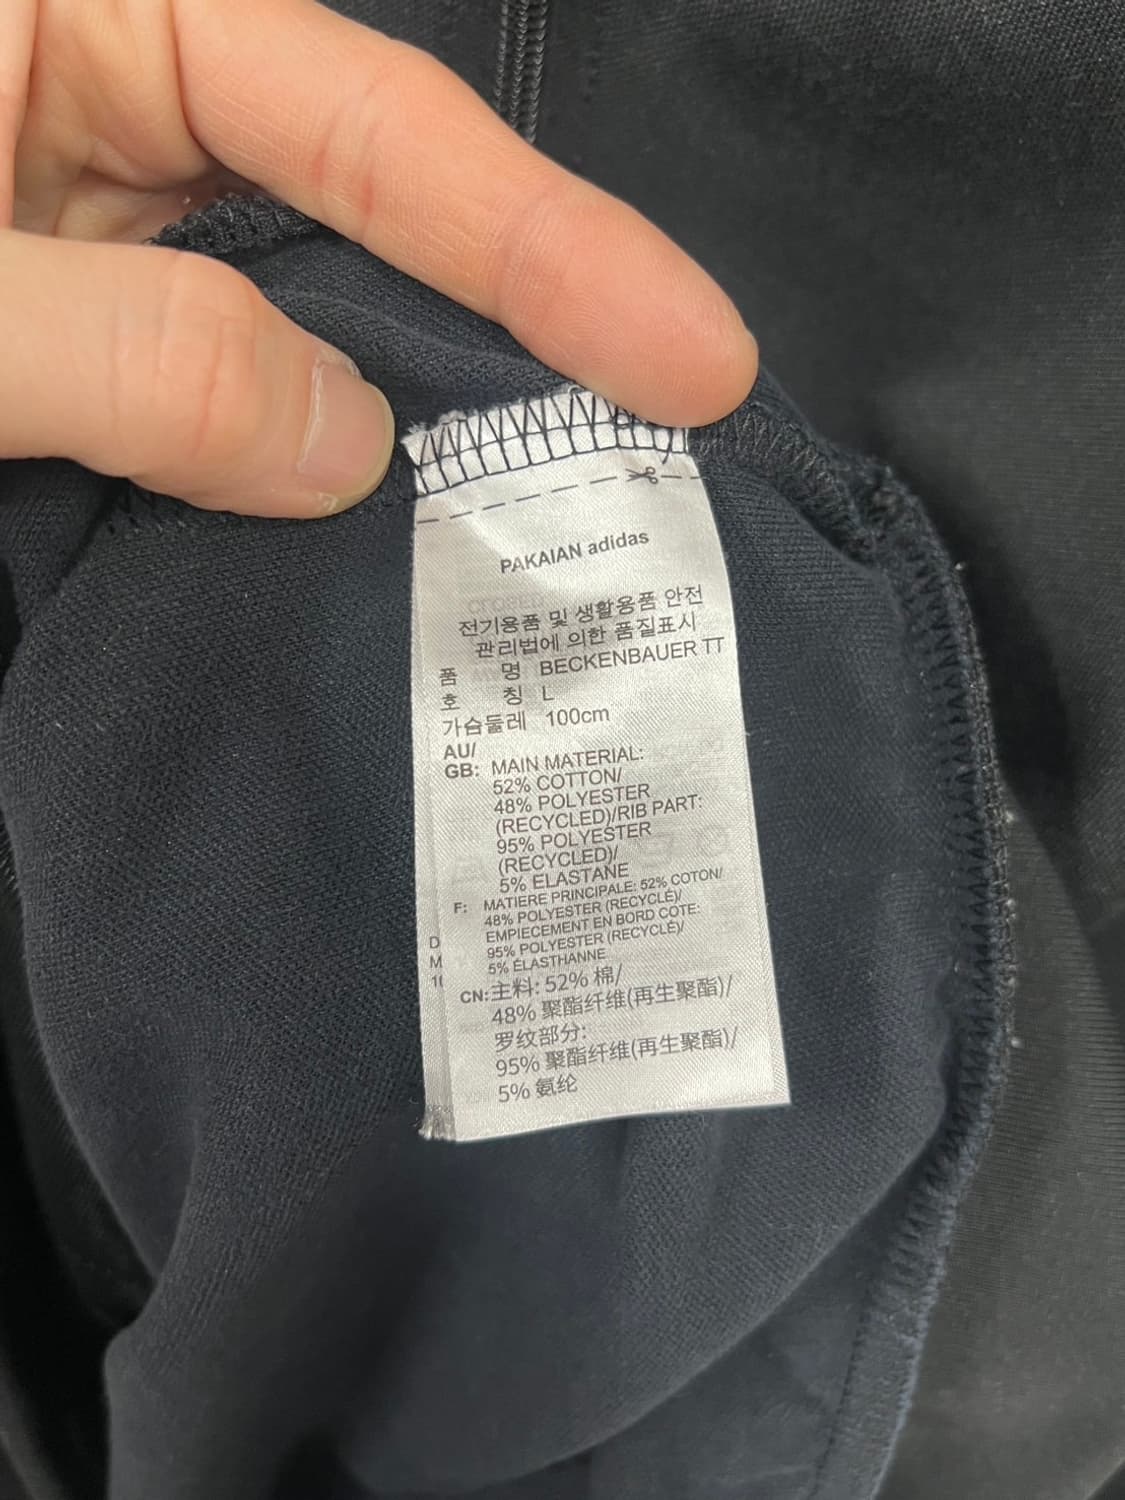 PAKAIAN adidas
전기용품 및 생활용품 안전
관리법에 의한 품질표시
품 명 BECKENBAUER TT
호 칭 L
가슴둘레 100cm
AU/
GB: MAIN MATERIAL:
52% COTTON/
48% POLYESTER
(RECYCLED)/RIB PART:
95% POLYESTER
(RECYCLED)/
5% ELASTANE
F: MATIERE PRINCIPALE: 52% COTON/
48% POLYESTER (RECYCLÉ)/
EMPIECEMENT EN BORD COTE:
95% POLYESTER (RECYCLÉ)/
5% ÉLASTHANNE
CN:主料: 52% 棉/
48% 聚酯纤维(再生聚酯)/
罗纹部分:
95% 聚酯纤维(再生聚酯)/
5% 氨纶